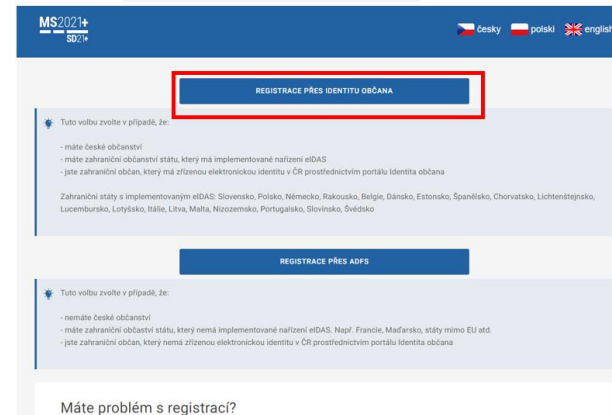 MS2021+
SD21+
česky polski english
REGISTRACE PŘES IDENTITU OBČANA
Tuto volbu zvolte v případě, že:
- máte české občanství
- máte zahraniční občanství státu, který má implementované nařízení eIDAS
- jste zahraniční občan, který má zřízenou elektronickou identitu v ČR prostřednictvím portálu Identita občana
Zahraniční státy s implementovaným eIDAS: Slovensko, Polsko, Německo, Rakousko, Belgie, Dánsko, Estonsko, Španělsko, Chorvatsko, Lichtenštejnsko,
Lucembursko, Lotyšsko, Itálie, Litva, Malta, Nizozemsko, Portugalsko, Slovinsko, Švédsko
REGISTRACE PŘES ADFS
Tuto volbu zvolte v případě, že:
- nemáte české občanství
- máte zahraniční občaství státu, který nemá implementované nařízení eIDAS. Např. Francie, Maďarsko, státy mimo EU atd.
- jste zahraniční občan, který nemá zřízenou elektronickou identitu v ČR prostřednictvím portálu Identita občana
Máte problém s registrací?